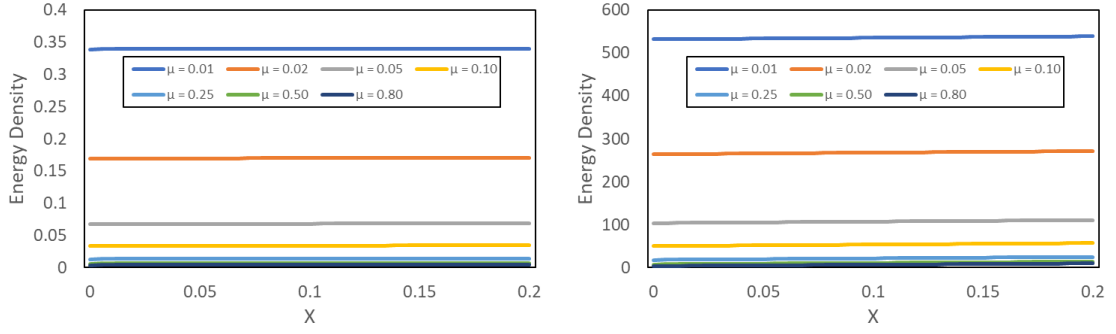 0.4
0.35
0.3
0.25
0.2
0.15
0.1
0.05
0
Energy Density
μ = 0.01 μ = 0.02 μ = 0.05 μ = 0.10
μ = 0.25 μ = 0.50 μ = 0.80
0 0.05 0.1 0.15 0.2
X
600
500
400
300
200
100
0
Energy Density
μ = 0.01 μ = 0.02 μ = 0.05 μ = 0.10
μ = 0.25 μ = 0.50 μ = 0.80
0 0.05 0.1 0.15 0.2
X